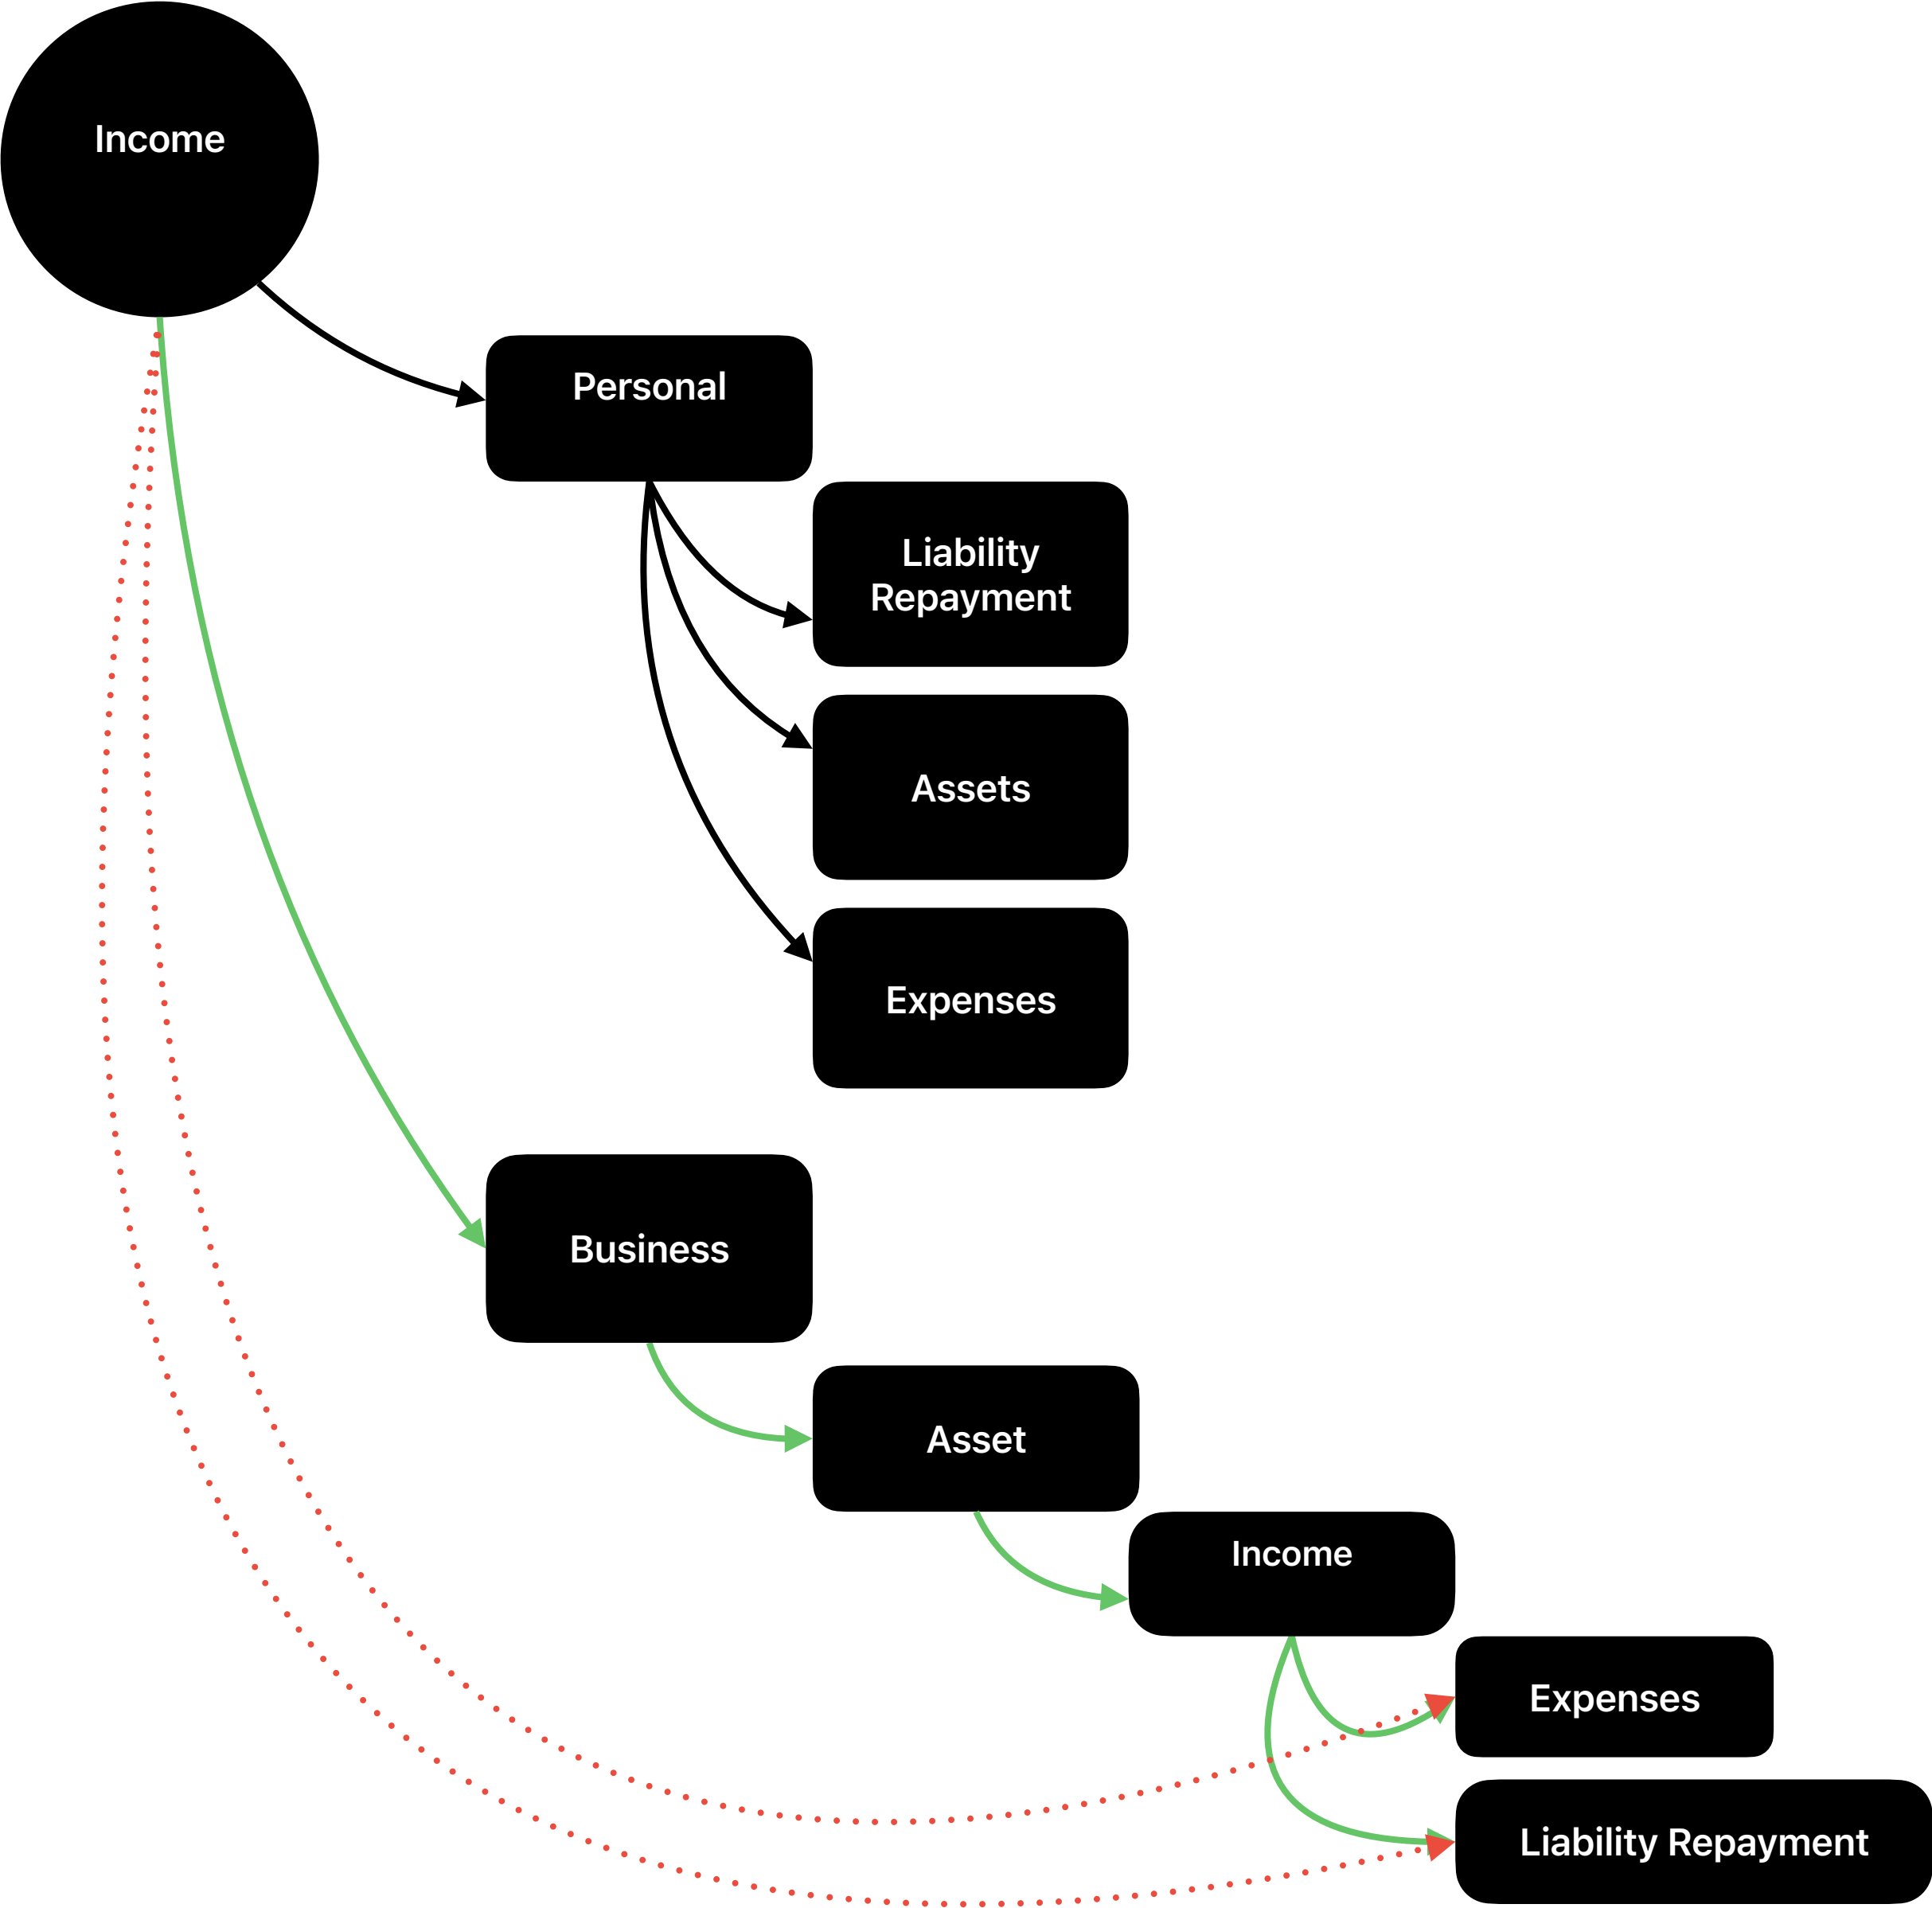 Income
Personal
Liability
Repayment
Assets
Expenses
Business
Asset
Income
Expenses
Liability Repayment